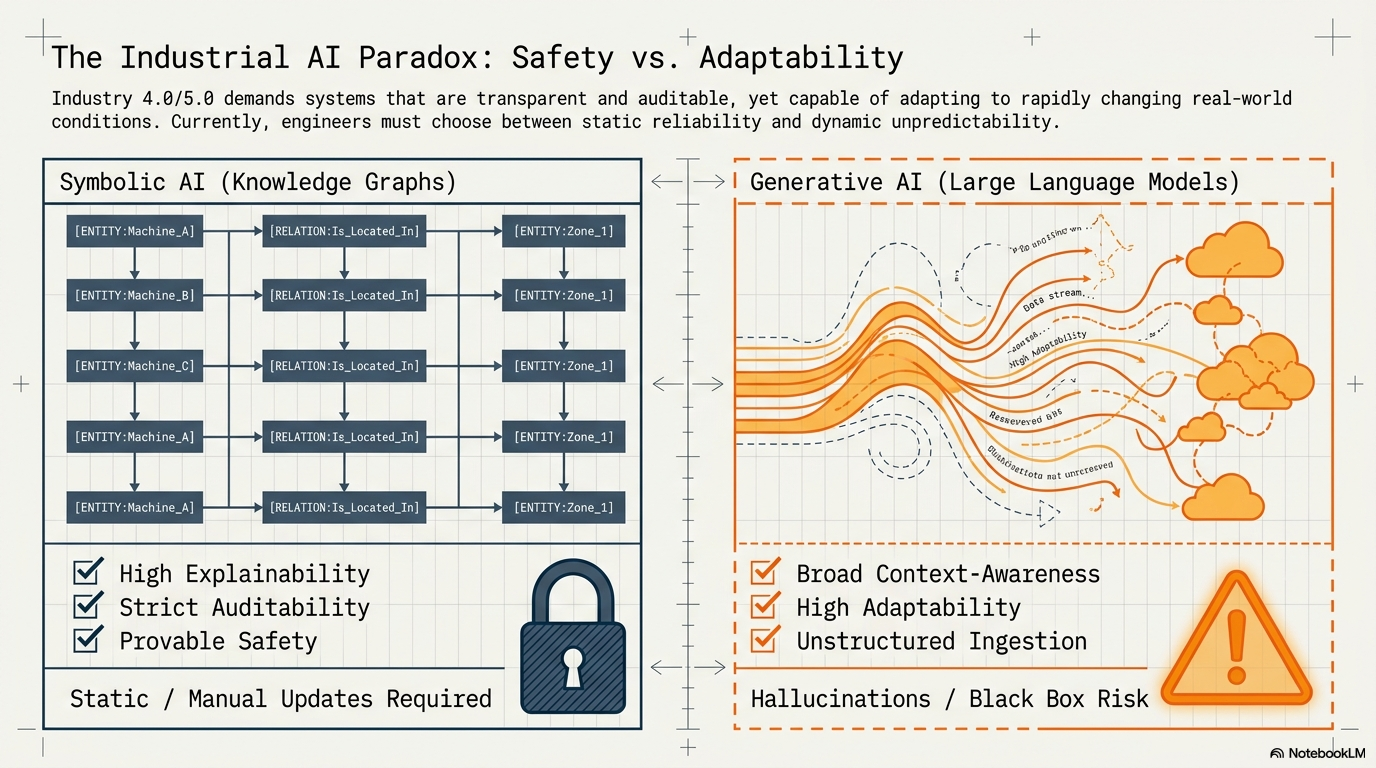 The Industrial AI Paradox: Safety vs. Adaptability
Industry 4.0/5.0 demands systems that are transparent and auditable, yet capable of adapting to rapidly changing real-world
conditions. Currently, engineers must choose between static reliability and dynamic unpredictability.
Symbolic AI (Knowledge Graphs)
[ENTITY:Machine_A]
[RELATION:Is_Located_In]
[ENTITY:Zone_1]
[ENTITY:Machine_B]
[RELATION:Is_Located_In]
[ENTITY:Zone_1]
[ENTITY:Machine_C]
[RELATION:Is_Located_In]
[ENTITY:Zone_1]
[ENTITY:Machine_A]
[RELATION:Is_Located_In]
[ENTITY:Zone_1]
[ENTITY:Machine_A]
[RELATION:Is_Located_In]
[ENTITY:Zone_1]
High Explainability
Strict Auditability
Provable Safety
Static / Manual Updates Required
Generative AI (Large Language Models)
stream...
High Adaptability
Broad Context-Awareness
High Adaptability
Unstructured Ingestion
Hallucinations / Black Box Risk
NotebookLM